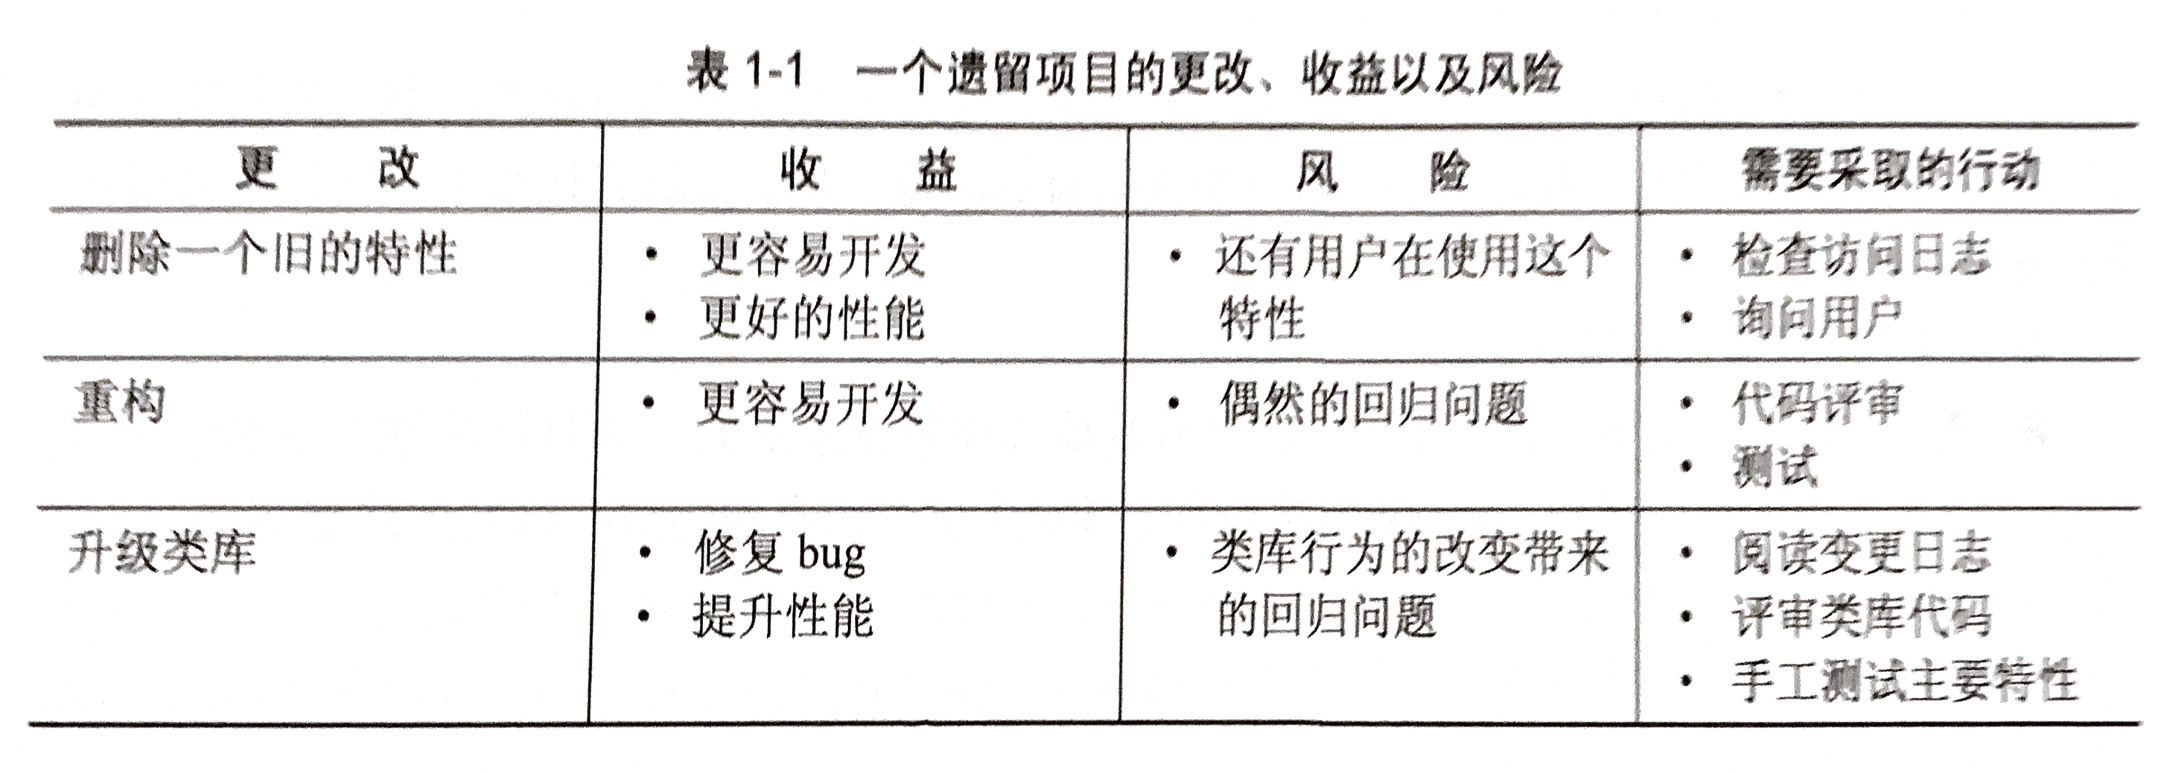 表 1-1 一个遗留项目的更改、收益以及风险
更 改 收 益 风 险 需要采取的行动
删除一个旧的特性 • 更容易开发 • 还有用户在使用这个 • 检查访问日志
• 更好的性能 特性 • 询问用户
重构 • 更容易开发 • 偶然的回归问题 • 代码评审
• 测试
升级类库 • 修复 bug • 类库行为的改变带来 • 阅读变更日志
• 提升性能 的回归问题 • 评审类库代码
• 手工测试主要特性